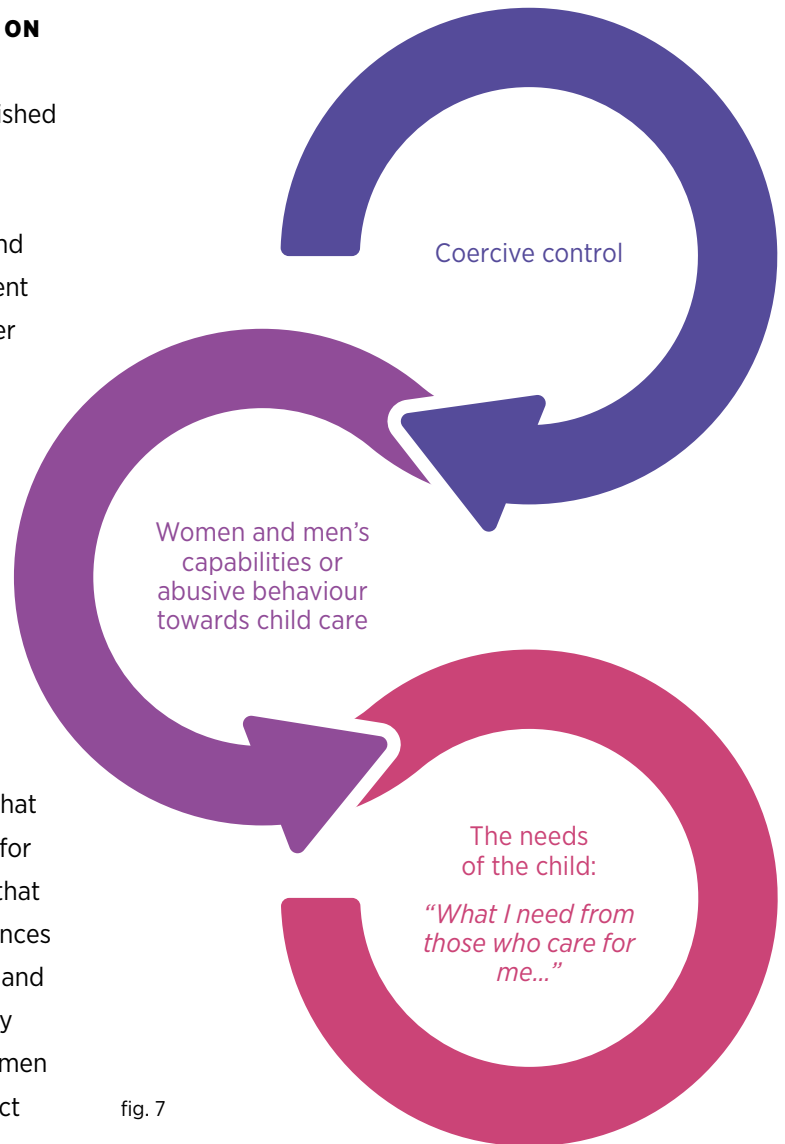 ON
ished
nd
ent
er
hat
for
that
nces
and
y
men
ct
Coercive control
Women and men’s
capabilities or
abusive behaviour
towards child care
The needs
of the child:
“What I need from
those who care for
me...”
fig. 7